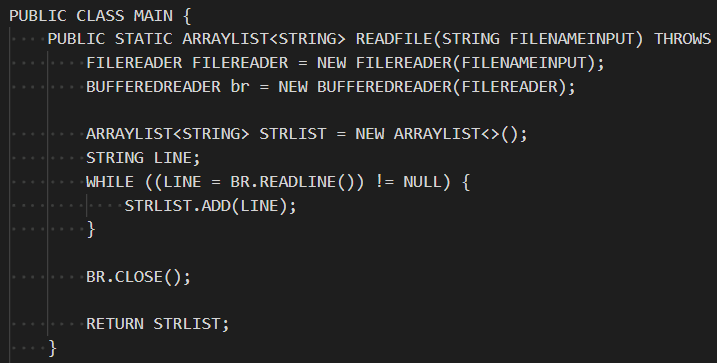 PUBLIC CLASS MAIN {
    PUBLIC STATIC ARRAYLIST<STRING> READFILE(STRING FILENAMEINPUT) THROWS
        FILEREADER FILEREADER = NEW FILEREADER(FILENAMEINPUT);
        BUFFEREDREADER br = NEW BUFFEREDREADER(FILEREADER);

        ARRAYLIST<STRING> STRLIST = NEW ARRAYLIST<>();
        STRING LINE;
        WHILE ((LINE = BR.READLINE()) != NULL) {
            STRLIST.ADD(LINE);
        }

        BR.CLOSE();

        RETURN STRLIST;
    }